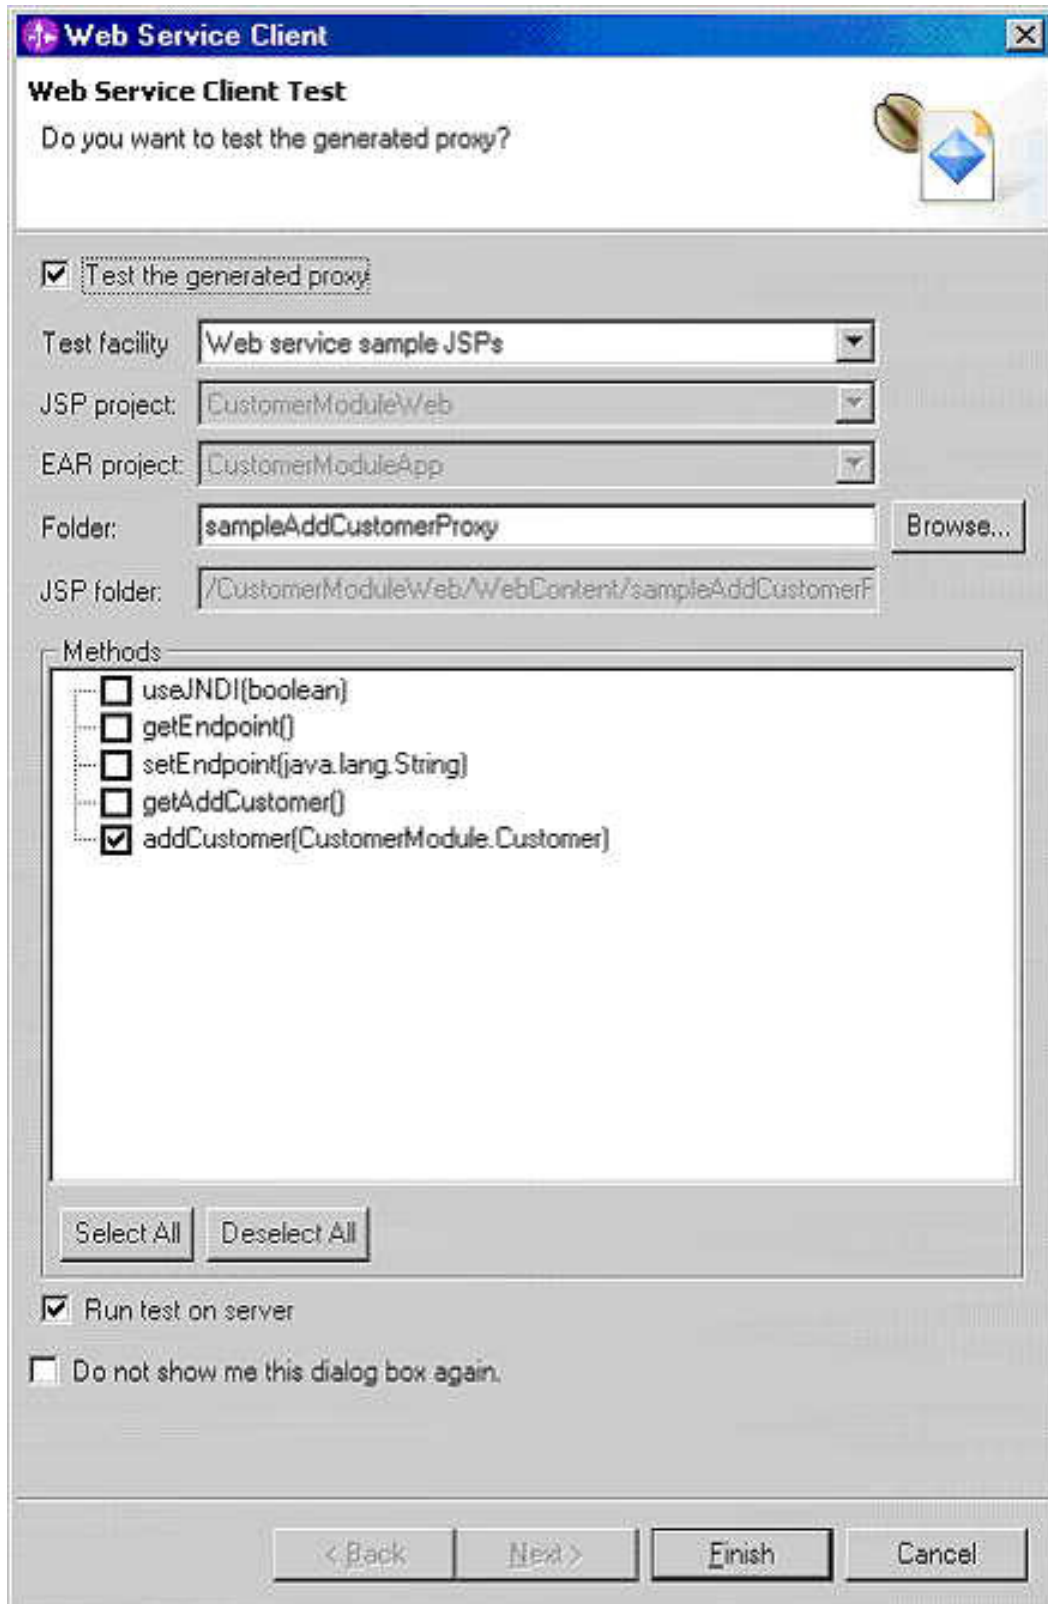 Web Service Client
Web Service Client Test
Do you want to test the generated proxy?
Test the generated proxy
Test facility Web service sample JSPs
JSP project: CustomerModuleWeb
EAR project: CustomerModuleApp
Folder: sampleAddCustomerProxy Browse...
JSP folder: /CustomerModuleWeb/WebContent/sampleAddCustomerP
Methods
useJNDI(boolean)
getEndpoint()
setEndpoint(java.lang.String)
getAddCustomer()
addCustomer(CustomerModule.Customer)
Select All Deselect All
Run test on server
Do not show me this dialog box again.
< Back Next > Finish Cancel